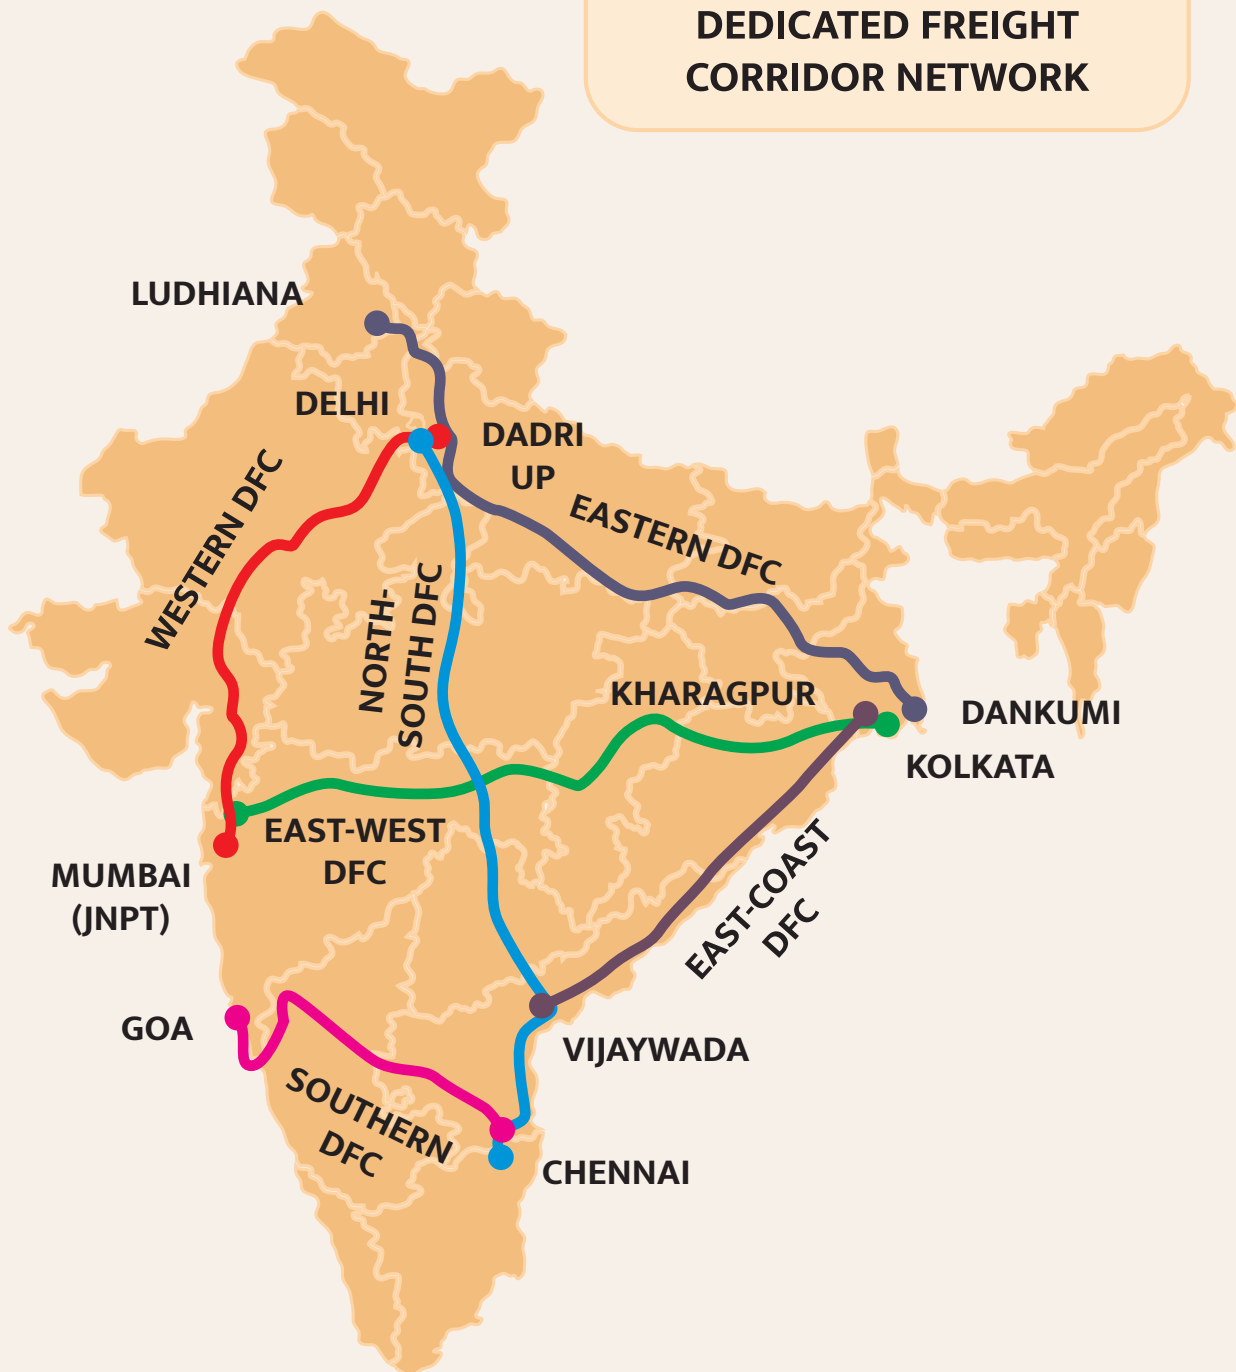 DEDICATED FREIGHT
CORRIDOR NETWORK
LUDHIANA
DELHI
DADRI
UP
WESTERN DFC
EASTERN DFC
NORTH-
SOUTH DFC
KHARAGPUR
DANKUMI
KOLKATA
EAST-WEST
DFC
MUMBAI
(JNPT)
EAST-COAST
DFC
GOA
VIJAYWADA
SOUTHERN
DFC
CHENNAI